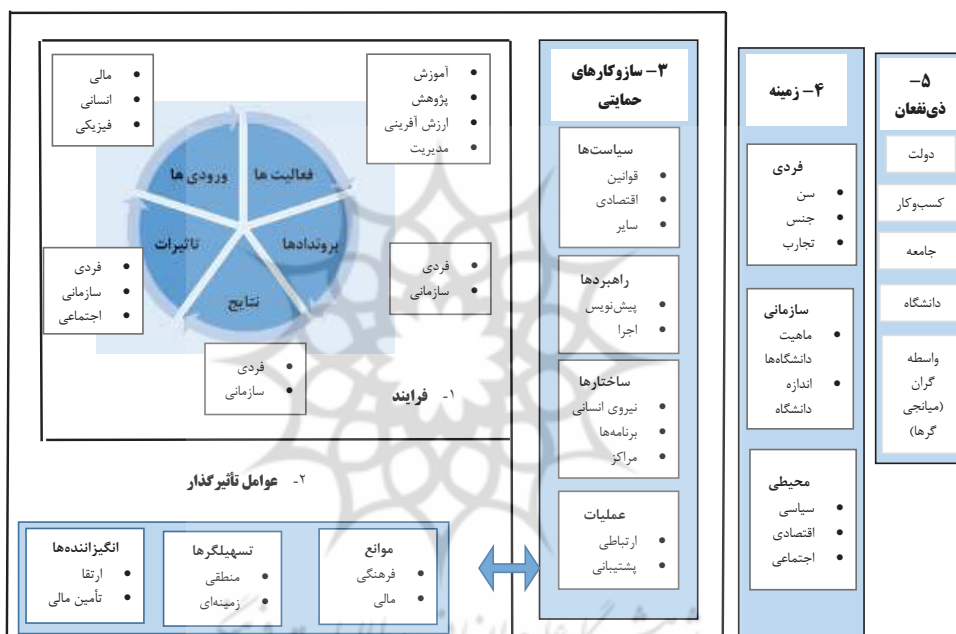 ۵-
ذی‌نفعان
دولت
کسب‌وکار
جامعه
دانشگاه
واسطه
گران
(میانجی
گرها)
۴- زمینه
فردی
• سن
• جنس
• تجارب
سازمانی
• ماهیت
دانشگاه‌ها
• اندازه
دانشگاه
محیطی
• سیاسی
• اقتصادی
• اجتماعی
۳- سازوکارهای
حمایتی
سیاست‌ها
• قوانین
• اقتصادی
• سایر
راهبردها
• پیش‌نویس
• اجرا
ساختارها
• نیروی انسانی
• برنامه‌ها
• مراکز
عملیات
• ارتباطی
• پشتیبانی
• آموزش
• پژوهش
• ارزش آفرینی
• مدیریت
• مالی
• انسانی
• فیزیکی
فعالیت ها
ورودی ها
بروندادها
تاثیرات
نتایج
• فردی
• سازمانی
• فردی
• سازمانی
• اجتماعی
• فردی
• سازمانی
۱- فرایند
۲- عوامل تأثیرگذار
موانع
• فرهنگی
• مالی
تسهیلگرها
• منطقی
• زمینه‌ای
انگیزاننده‌ها
• ارتقا
• تأمین مالی